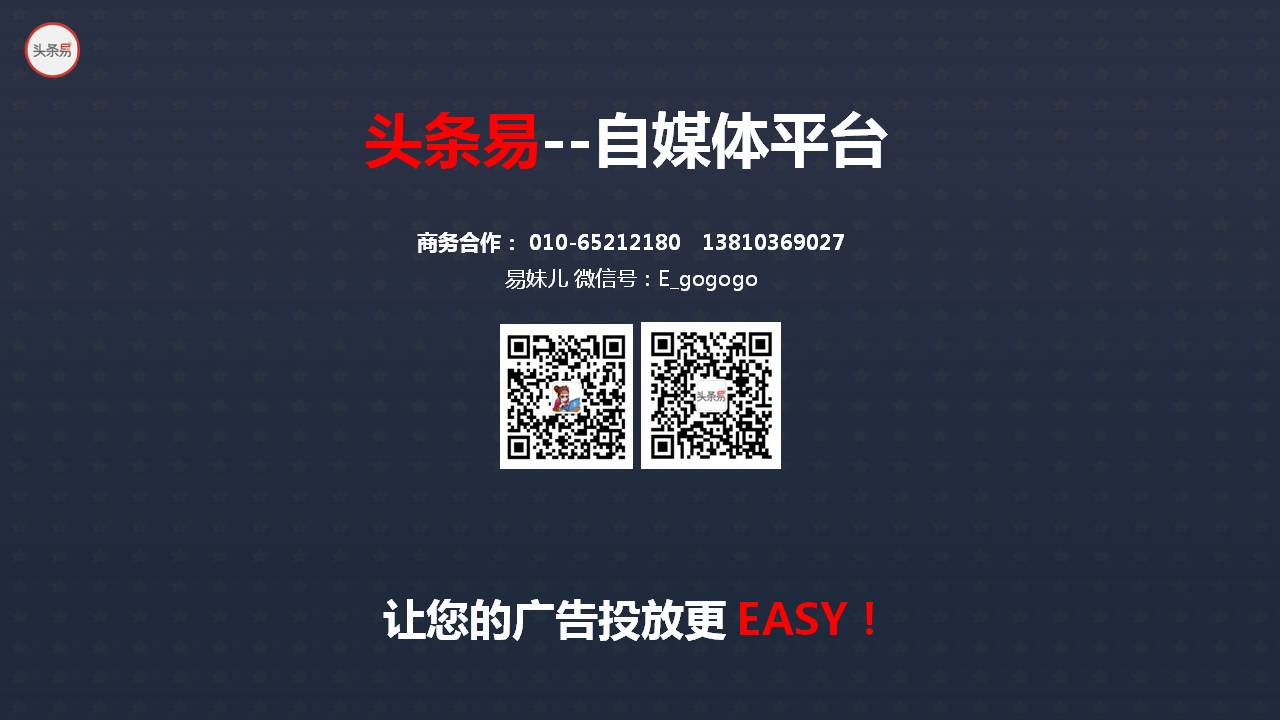 头条易
头条易--自媒体平台
商务合作： 010-65212180 13810369027
易妹儿 微信号：E_gogogo
头条易
让您的广告投放更 EASY！